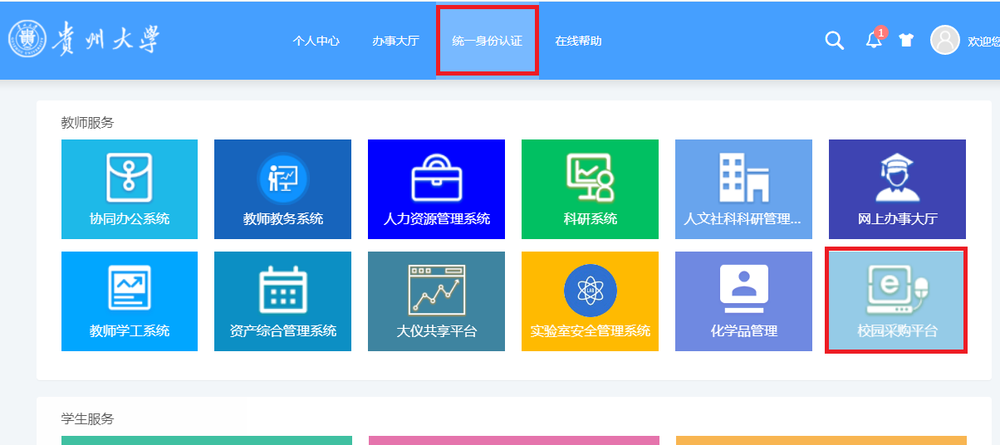 貴州大學
个人中心
办事大厅
统一身份认证
在线帮助
1
欢迎您
教师服务
协同办公系统
教师教务系统
人力资源管理系统
科研系统
人文社科科研管理...
网上办事大厅
教师学工系统
资产综合管理系统
大仪共享平台
LAB
实验室安全管理系统
化学品管理
e
校园采购平台
学生服务